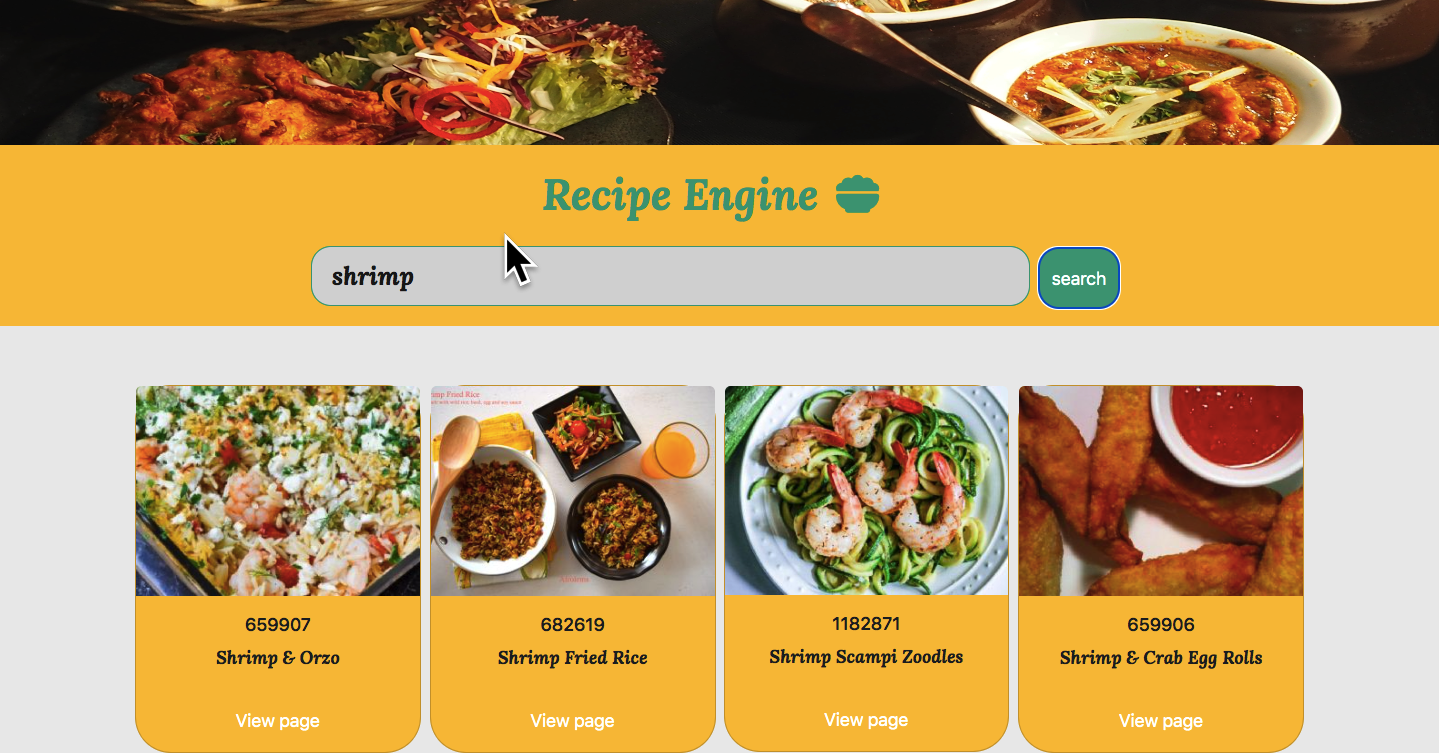 Recipe Engine
shrimp
search
Shrimp Fried Rice
659907
682619
1182871
659906
Shrimp & Orzo
Shrimp Fried Rice
Shrimp Scampi Zoodles
Shrimp & Crab Egg Rolls
View page
View page
View page
View page